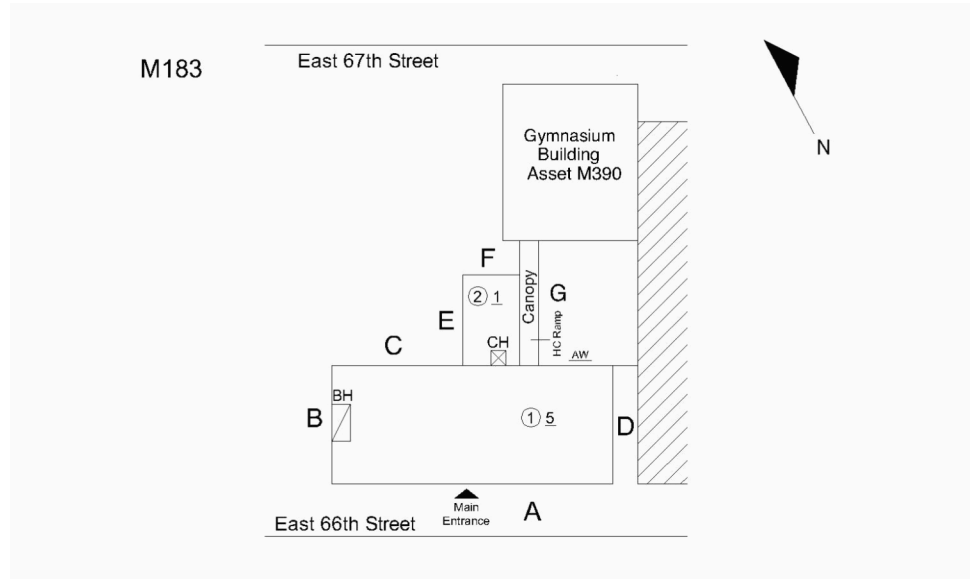 M183
East 67th Street
N
Gymnasium
Building
Asset M390
F
② 1
Canopy
G
E
HC Ramp
C
CH
AW
BH
B
① 5
D
Main
Entrance
A
East 66th Street